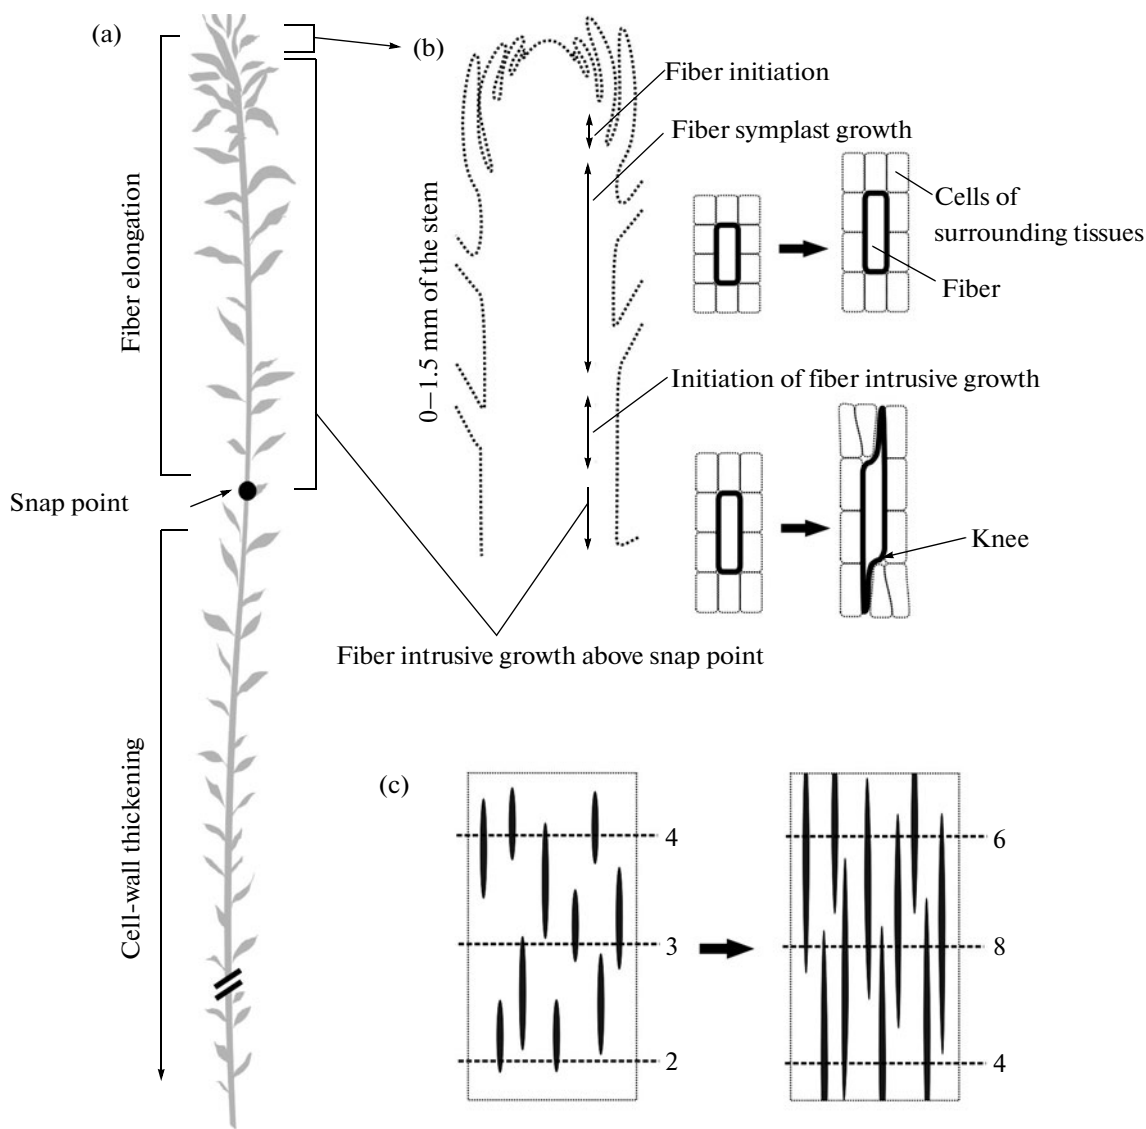 (a)
(b)
Fiber initiation
Fiber symplast growth
Cells of
surrounding tissues
Fiber
Fiber elongation
0–1.5 mm of the stem
Initiation of fiber intrusive growth
Snap point
Knee
Fiber intrusive growth above snap point
Cell-wall thickening
(c)
4
3
2
6
8
4